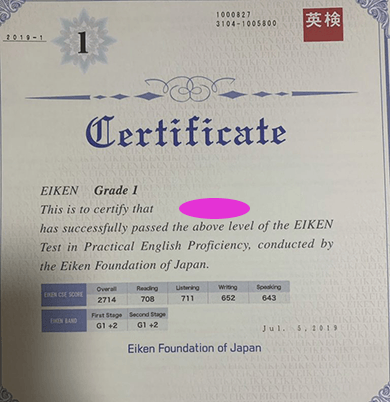 1000827
3104-1005800
英検
2019-1
1
Certificate
EIKEN Grade 1
This is to certify that
has successfully passed the above level of the EIKEN
Test in Practical English Proficiency, conducted by
the Eiken Foundation of Japan.
EIKEN CSE SCORE
Overall Reading Listening Writing Speaking
2714 708 711 652 643
EIKEN BAND
First Stage Second Stage
G1 +2 G1 +2
Jul. 5, 2019
Eiken Foundation of Japan